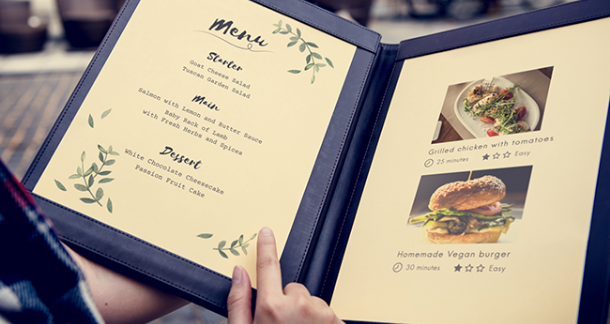 Menu
Starter
Goat Cheese Salad
Tuscan Garden Salad
Main
Salmon with Lemon and Butter Sauce
Baby Rack of Lamb
with Fresh Herbs and Spices
Dessert
White Chocolate Cheesecake
Passion Fruit Cake
Grilled chicken with tomatoes
25 minutes Easy
Homemade Vegan burger
30 minutes Easy